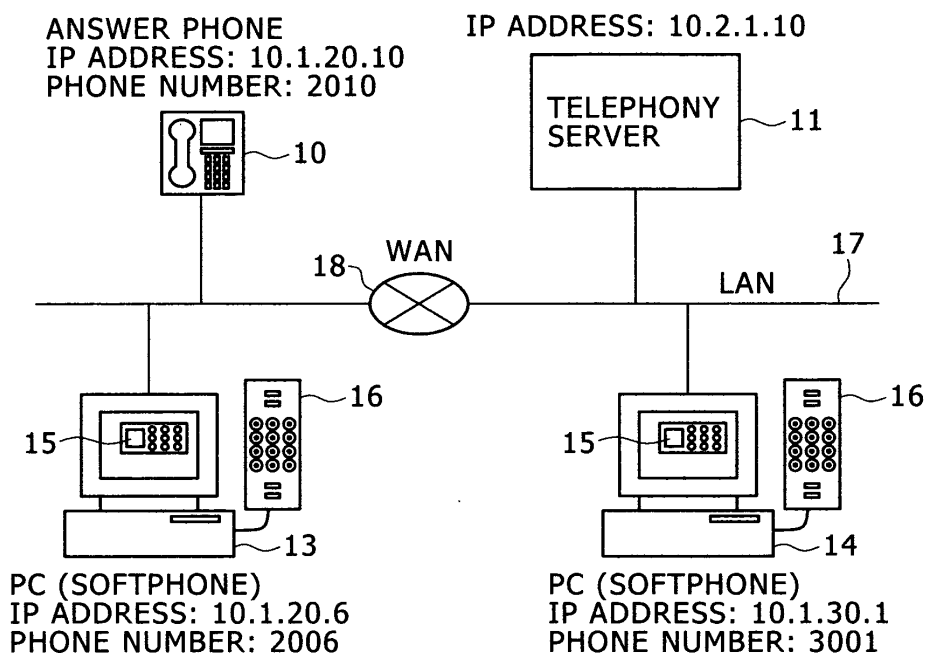 ANSWER PHONE
IP ADDRESS: 10.1.20.10
PHONE NUMBER: 2010
10
IP ADDRESS: 10.2.1.10
TELEPHONY
SERVER
11
WAN
18
LAN
17
15
16
13
PC (SOFTPHONE)
IP ADDRESS: 10.1.20.6
PHONE NUMBER: 2006
15
16
14
PC (SOFTPHONE)
IP ADDRESS: 10.1.30.1
PHONE NUMBER: 3001